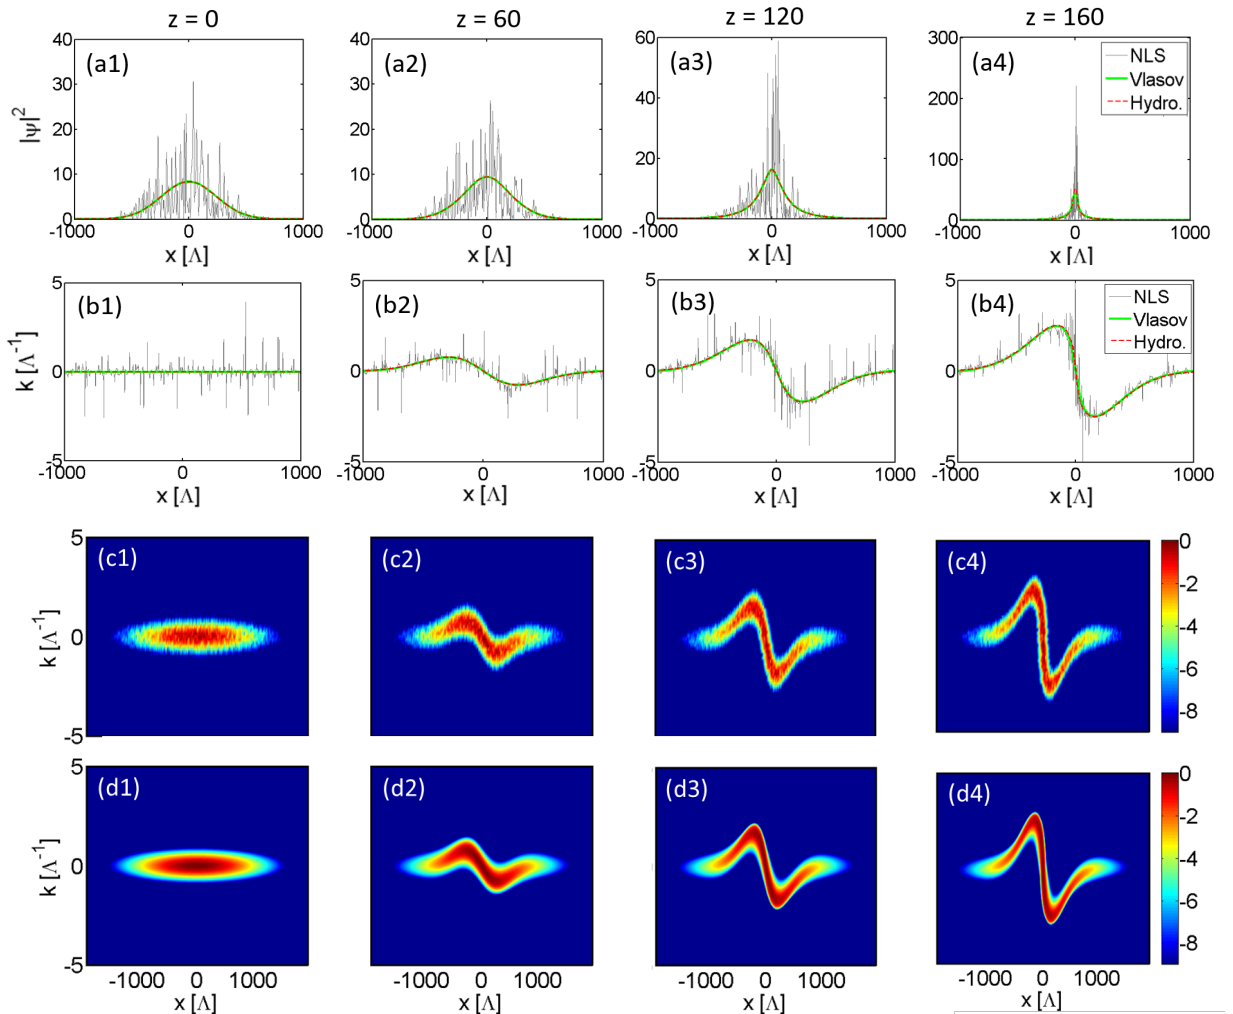 z = 0 z = 60 z = 120 z = 160
40 40 60 300
(a1) (a2) (a3) (a4)
NLS
Vlasov
Hydro.
|ψ|²
30 30 40 200
20 20
10 10 20 100
0 0 0 0
-1000 0 1000 -1000 0 1000 -1000 0 1000 -1000 0 1000
x [Λ] x [Λ] x [Λ] x [Λ]
5 5 5 5
(b1) (b2) (b3) (b4)
NLS
Vlasov
Hydro.
k [Λ⁻¹]
0 0 0 0
-5 -5 -5 -5
-1000 0 1000 -1000 0 1000 -1000 0 1000 -1000 0 1000
x [Λ] x [Λ] x [Λ] x [Λ]
5 0
(c1) (c2) (c3) (c4)
-2
k [Λ⁻¹]
0 -4
-6
-8
-5
5 0
(d1) (d2) (d3) (d4)
-2
k [Λ⁻¹]
0 -4
-6
-8
-5
-1000 0 1000 -1000 0 1000 -1000 0 1000 -1000 0 1000
x [Λ] x [Λ] x [Λ] x [Λ]